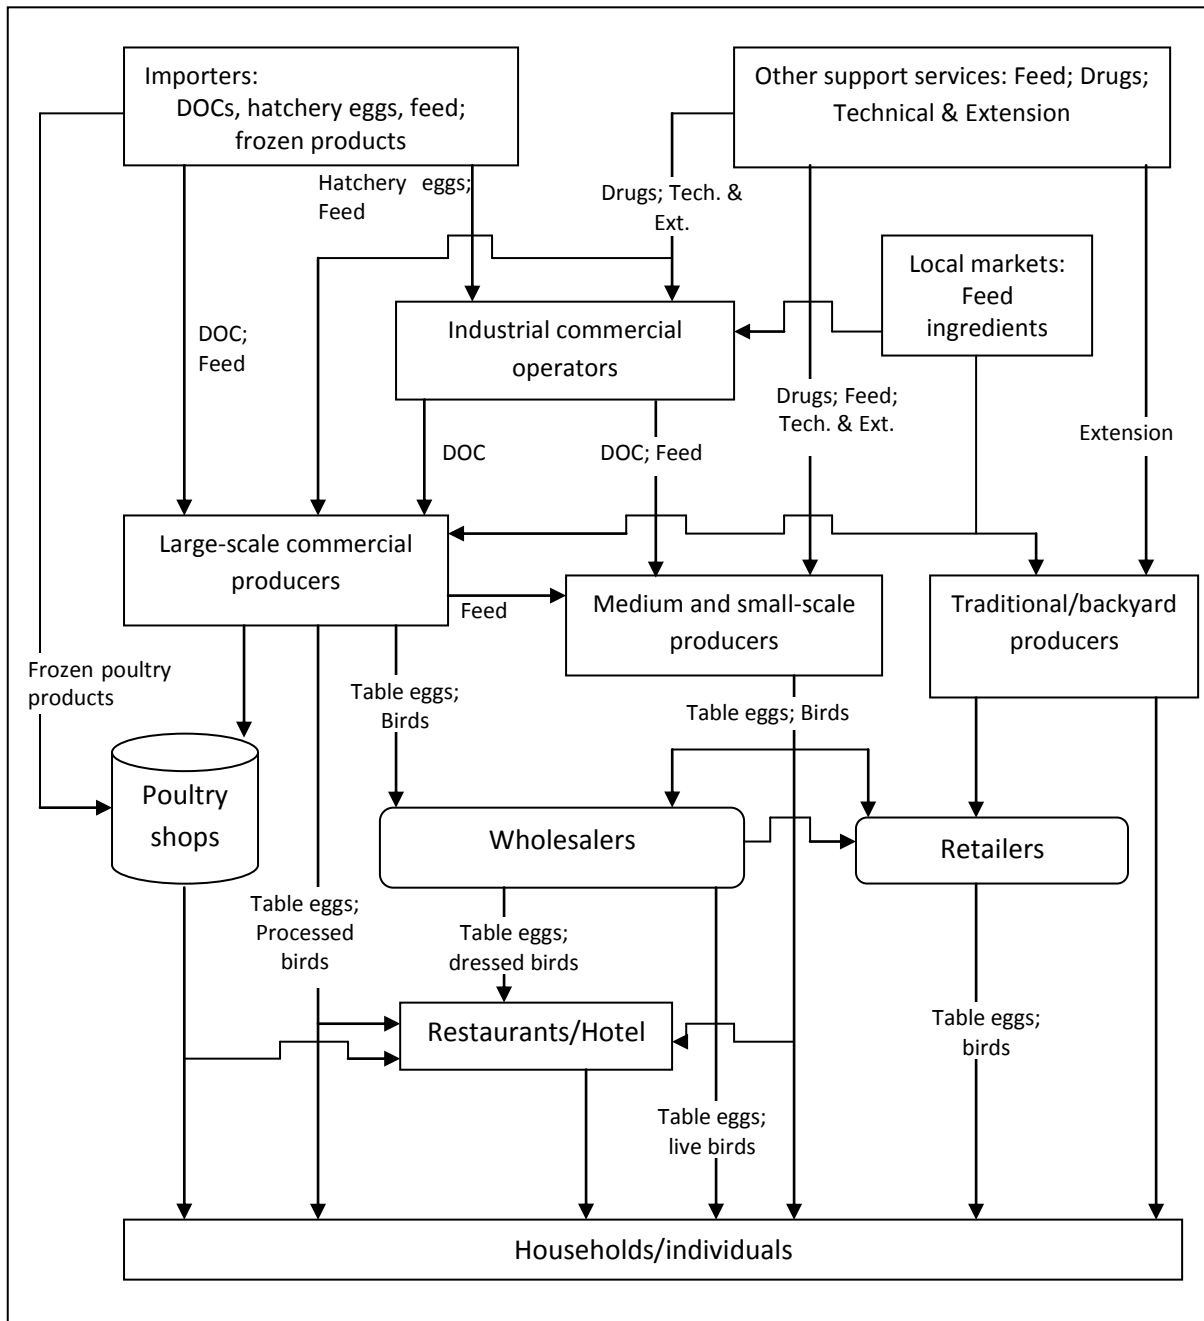 Importers:
DOCs, hatchery eggs, feed;
frozen products
Other support services: Feed; Drugs;
Technical & Extension
Hatchery eggs;
Feed
Drugs; Tech. &
Ext.
Local markets:
Feed
ingredients
DOC;
Feed
Industrial commercial
operators
Drugs; Feed;
Tech. & Ext.
Extension
DOC
DOC; Feed
Large-scale commercial
producers
Feed
Medium and small-scale
producers
Traditional/backyard
producers
Frozen poultry
products
Table eggs;
Birds
Table eggs; Birds
Poultry
shops
Wholesalers
Retailers
Table eggs;
Processed
birds
Table eggs;
dressed birds
Restaurants/Hotel
Table eggs;
birds
Table eggs;
live birds
Households/individuals